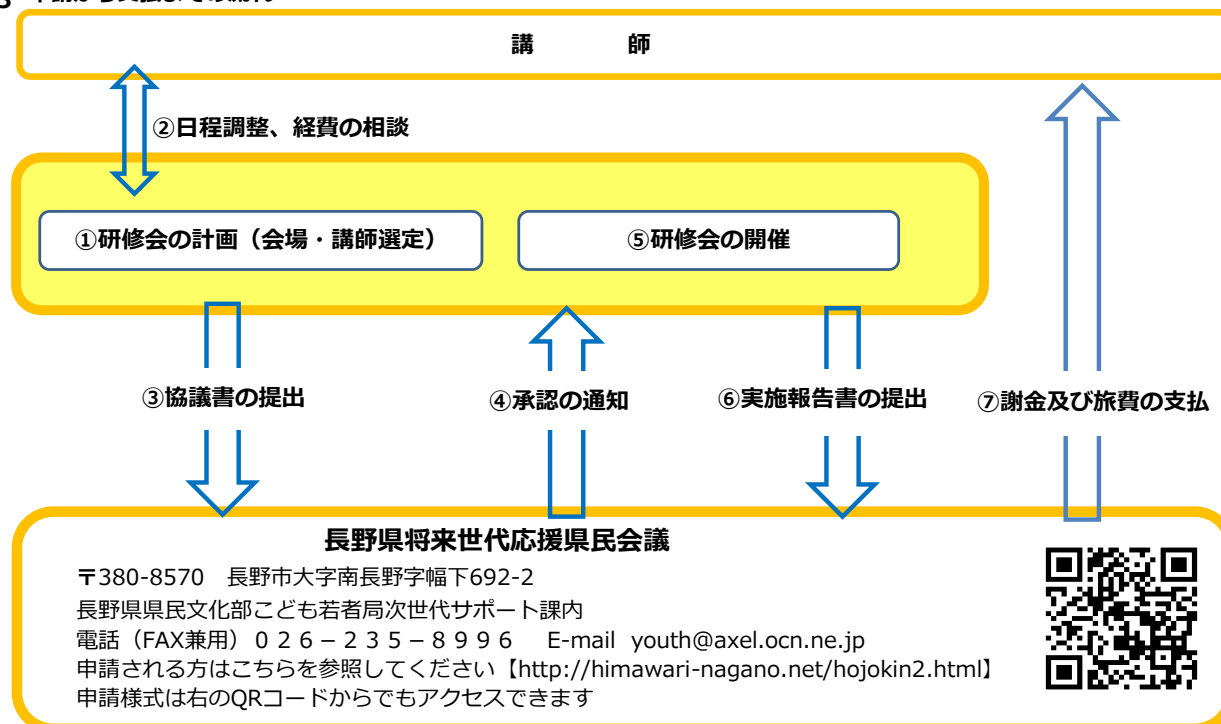 講　　　師
②日程調整、経費の相談
①研修会の計画（会場・講師選定）
⑤研修会の開催
③協議書の提出
④承認の通知
⑥実施報告書の提出
⑦謝金及び旅費の支払
長野県将来世代応援県民会議
〒380-8570　長野市大字南長野字幅下692-2
長野県県民文化部こども若者局次世代サポート課内
電話（FAX兼用）０２６－２３５－８９９６　E-mail  youth@axel.ocn.ne.jp
申請される方はこちらを参照してください【http://himawari-nagano.net/hojokin2.html】
申請様式は右のQRコードからでもアクセスできます